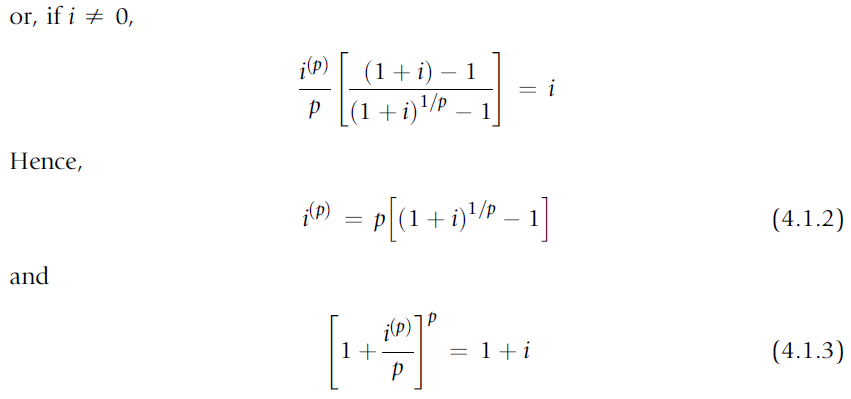 or, if i ≠ 0,
i^(p)/p [ ((1 + i) − 1)/((1 + i)^{1/p} − 1) ] = i
Hence,
i^(p) = p[(1 + i)^{1/p} − 1] (4.1.2)
and
[1 + i^(p)/p]^p = 1 + i (4.1.3)